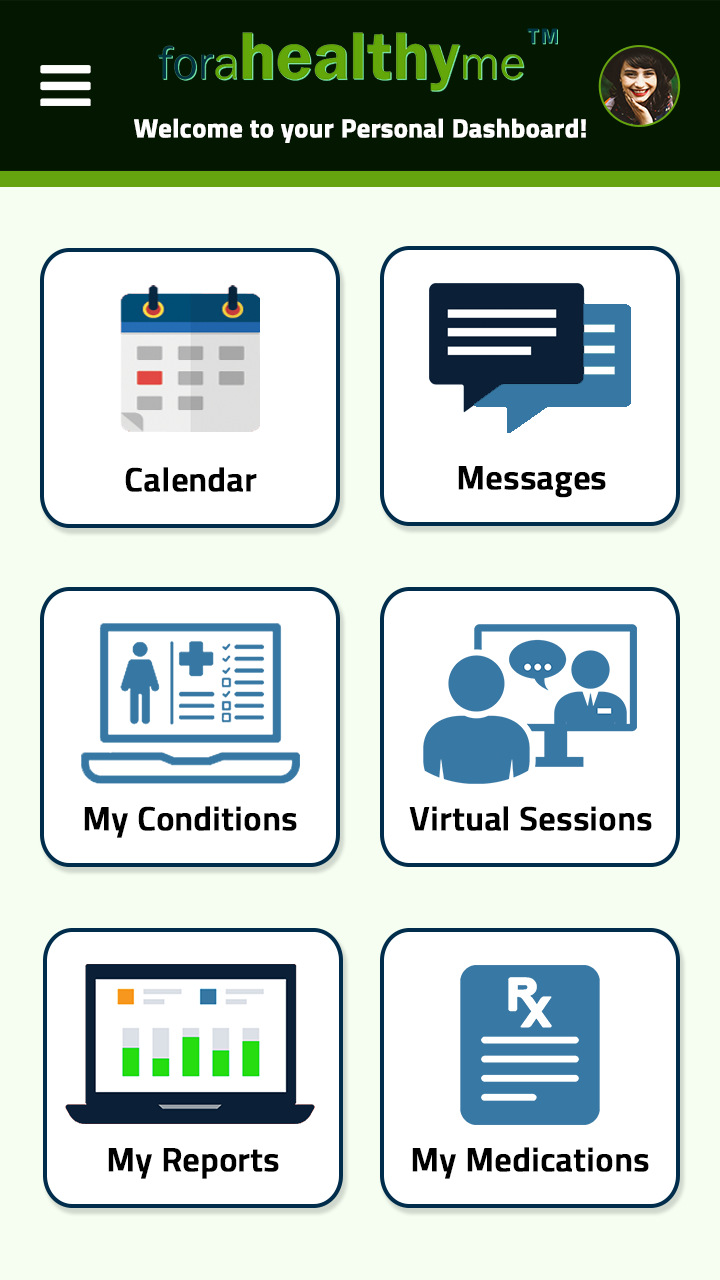 forahealthyme™
Welcome to your Personal Dashboard!
Calendar
Messages
My Conditions
Virtual Sessions
Rx
My Reports
My Medications